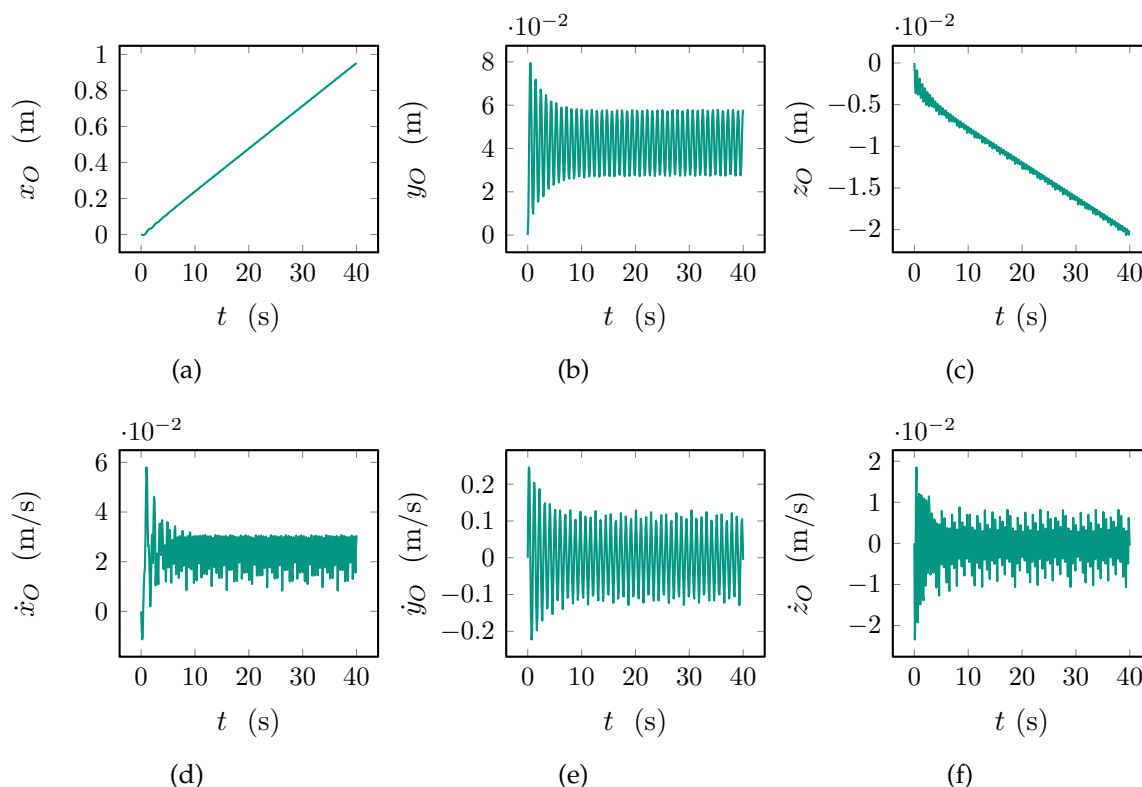 ·10⁻² ·10⁻²
1 8 0
0.8 6 −0.5
0.6 4 −1
0.4 2 −1.5
0.2 0 −2
0
x_O (m) y_O (m) z_O (m)
0 10 20 30 40 0 10 20 30 40 0 10 20 30 40
t (s) t (s) t (s)
(a) (b) (c)
·10⁻² ·10⁻²
6 0.2 2
4 0.1 1
2 0 0
0 −0.1 −1
−0.2 −2
ẋ_O (m/s) ẏ_O (m/s) ż_O (m/s)
0 10 20 30 40 0 10 20 30 40 0 10 20 30 40
t (s) t (s) t (s)
(d) (e) (f)